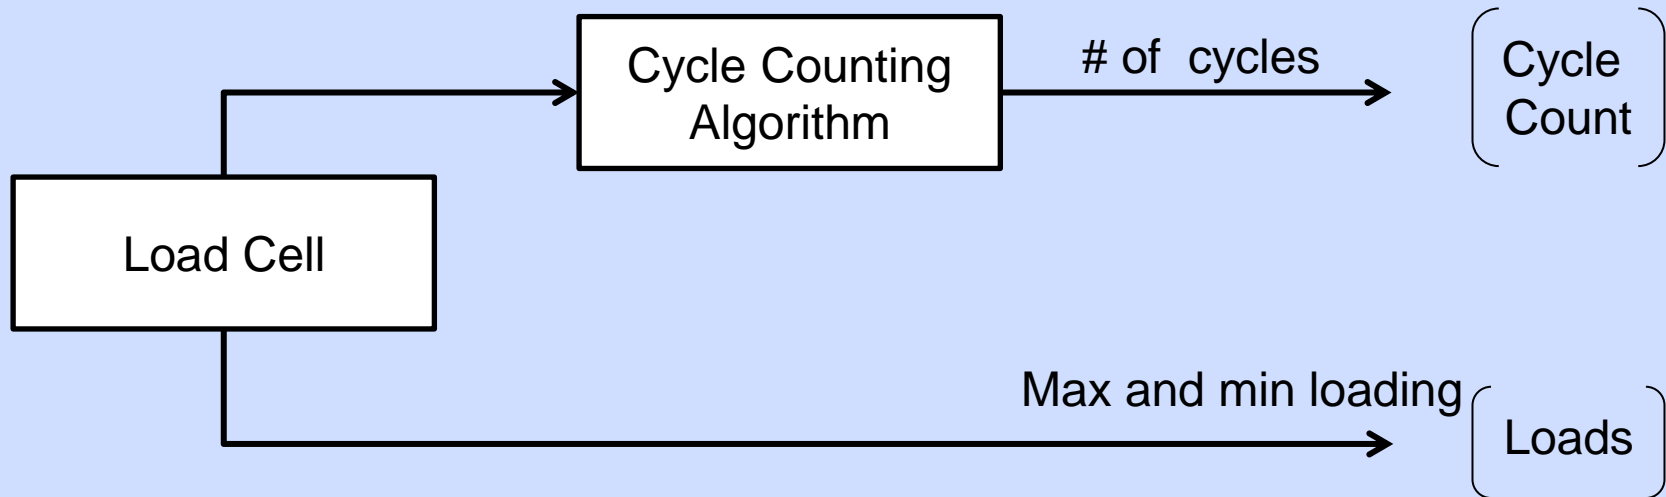 Cycle Counting
Algorithm
# of cycles
Cycle
Count
Load Cell
Max and min loading
Loads